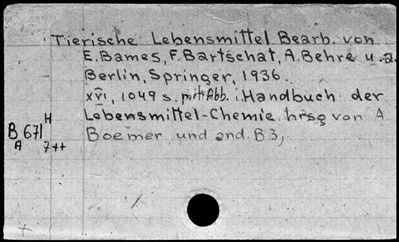 Tierische Lebensmittel Bearb. von
E. Bames, F. Bartschat, A. Behre u.a.
Berlin, Springer, 1936.
XVI, 1049 s. mit Abb. i. Handbuch der
Lebensmittel-Chemie hrsg von A
Boemer und and. B 3,
H
B 671
A 7++